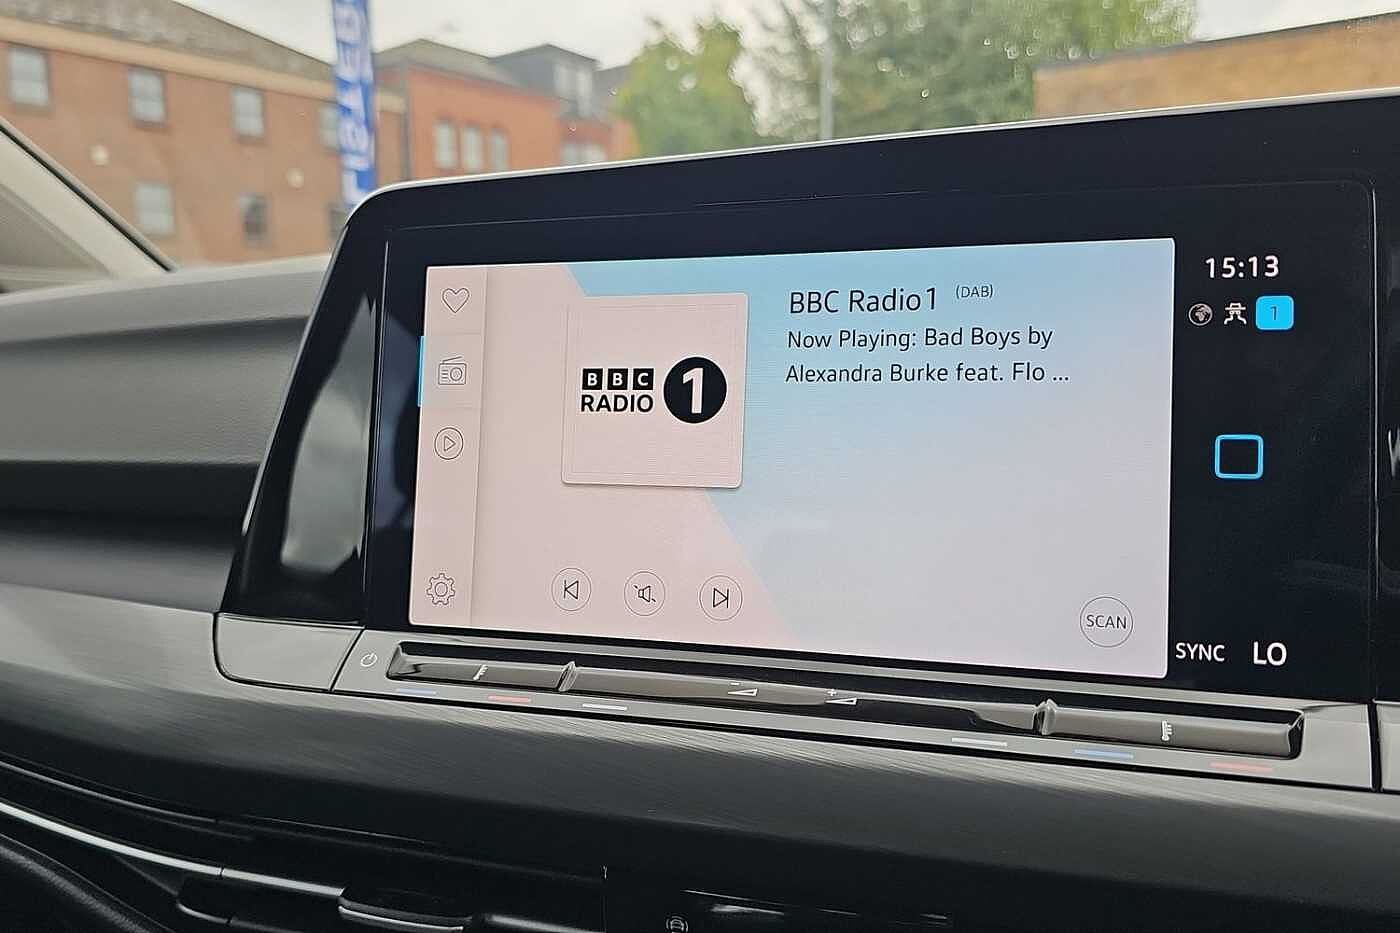 BBC Radio 1 (DAB)
Now Playing: Bad Boys by
Alexandra Burke feat. Flo ...
BBC
RADIO 1
SCAN
15:13
1
SYNC LO